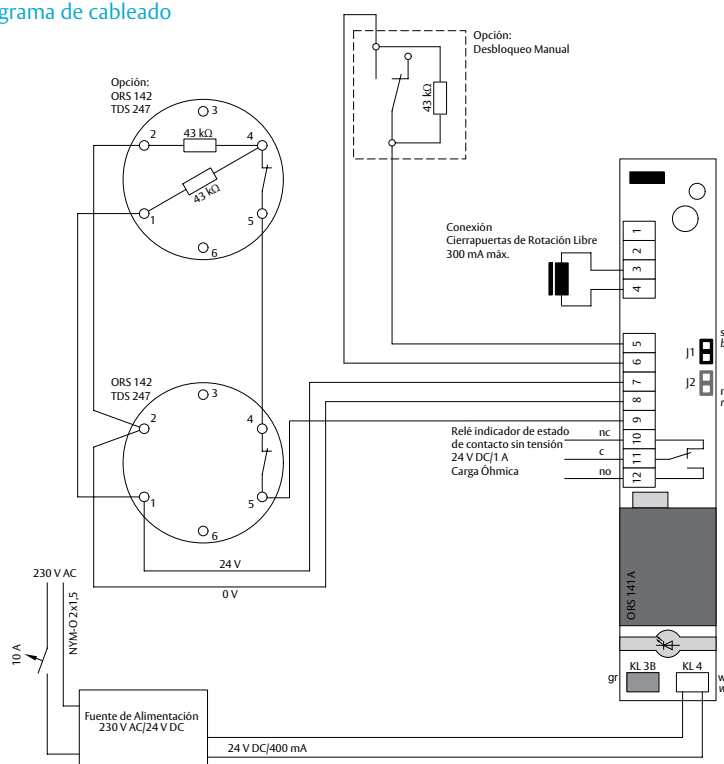 grama de cableado
Opción:
Desbloqueo Manual
43 kΩ
Opción:
ORS 142
TDS 247
3
2
43 kΩ
4
43 kΩ
1
5
6
Conexión
Cierrapuertas de Rotación Libre
300 mA máx.
1
2
3
4
5
6
7
8
9
10
11
12
J1
J2
s
b
n
r
ORS 142
TDS 247
3
2
4
1
5
6
Relé indicador de estado
de contacto sin tensión
24 V DC/1 A
Carga Óhmica
nc
c
no
24 V
0 V
230 V AC
NYM-O 2x1,5
10 A
ORS 141A
gr
KL 3B
KL 4
w
w
Fuente de Alimentación
230 V AC/24 V DC
24 V DC/400 mA